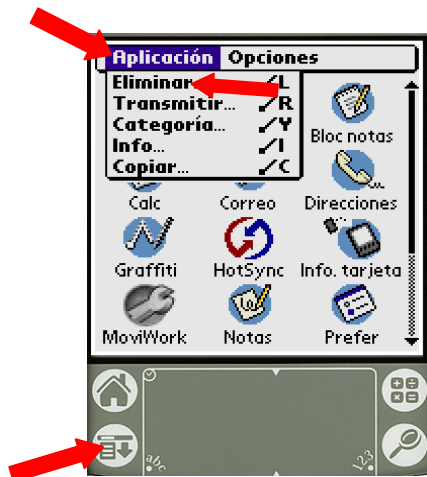 Aplicación Opciones
Eliminar... /L
Transmitir... /R
Categoría... /Y
Info... /I
Copiar... /C
Bloc notas
Calc Correo Direcciones
Graffiti HotSync Info. tarjeta
MoviWork Notas Prefer
abc 123